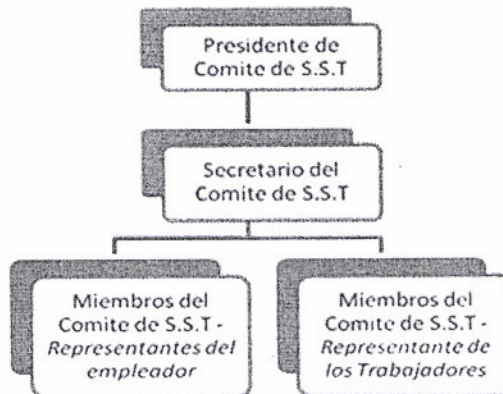 Presidente de
Comite de S.S.T
Secretario del
Comite de S.S.T
Miembros del
Comite de S.S.T -
Representantes del
empleador
Miembros del
Comite de S.S.T -
Representante de
los Trabajadores